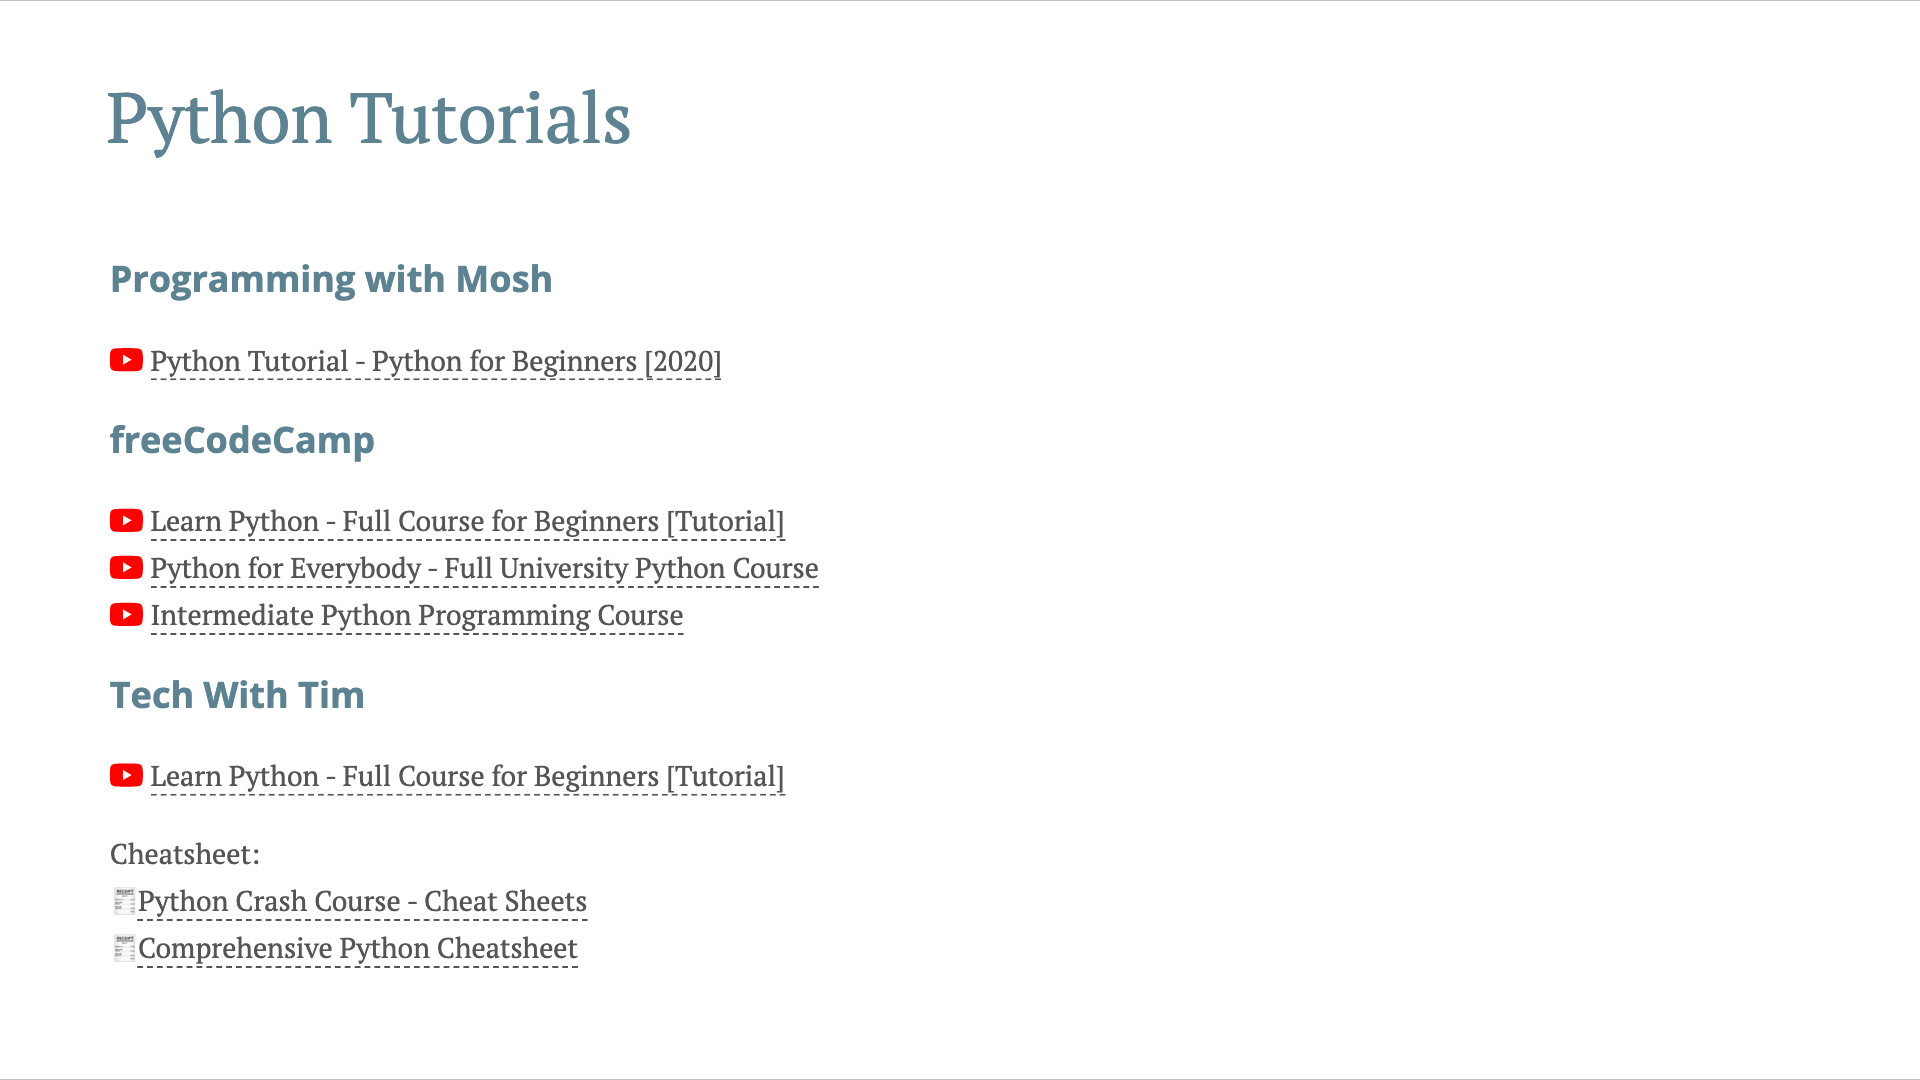 Python Tutorials
Programming with Mosh
Python Tutorial - Python for Beginners [2020]
freeCodeCamp
Learn Python - Full Course for Beginners [Tutorial]
Python for Everybody - Full University Python Course
Intermediate Python Programming Course
Tech With Tim
Learn Python - Full Course for Beginners [Tutorial]
Cheatsheet:
Python Crash Course - Cheat Sheets
Comprehensive Python Cheatsheet